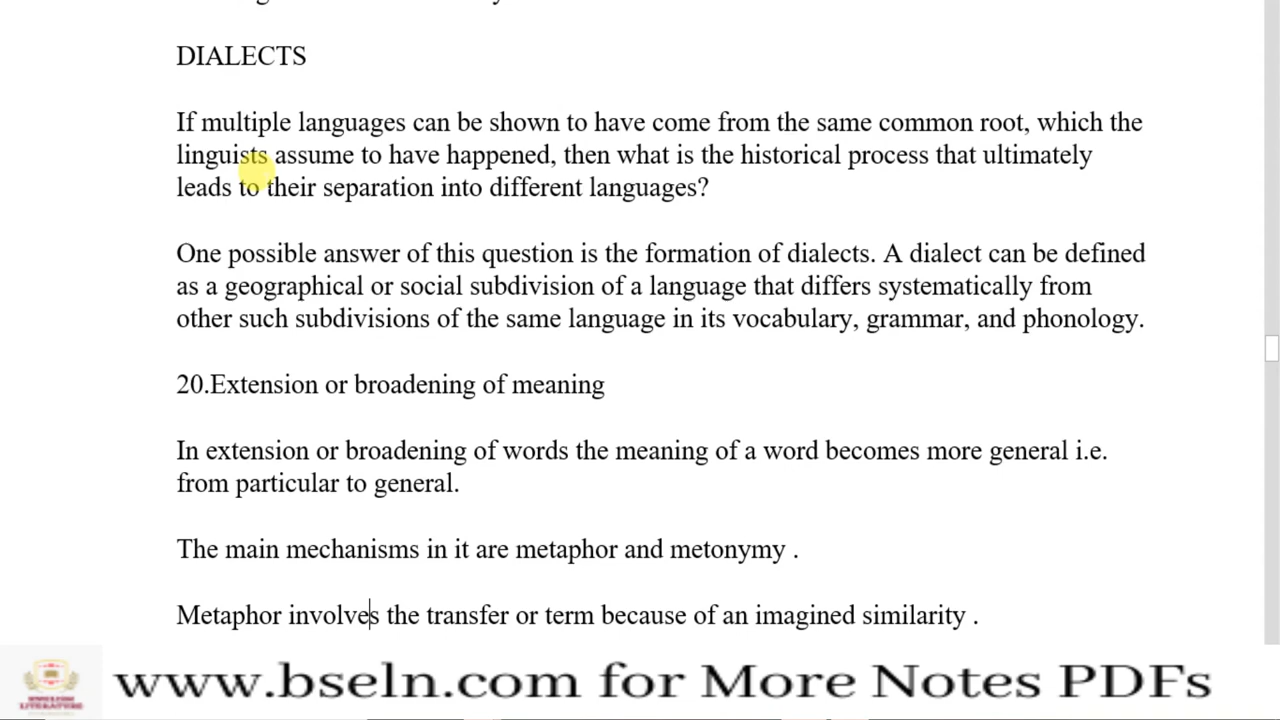 DIALECTS
If multiple languages can be shown to have come from the same common root, which the
linguists assume to have happened, then what is the historical process that ultimately
leads to their separation into different languages?
One possible answer of this question is the formation of dialects. A dialect can be defined
as a geographical or social subdivision of a language that differs systematically from
other such subdivisions of the same language in its vocabulary, grammar, and phonology.
20.Extension or broadening of meaning
In extension or broadening of words the meaning of a word becomes more general i.e.
from particular to general.
The main mechanisms in it are metaphor and metonymy .
Metaphor involves the transfer or term because of an imagined similarity .
www.bseln.com for More Notes PDFs
ENGLISH
LITERATURE